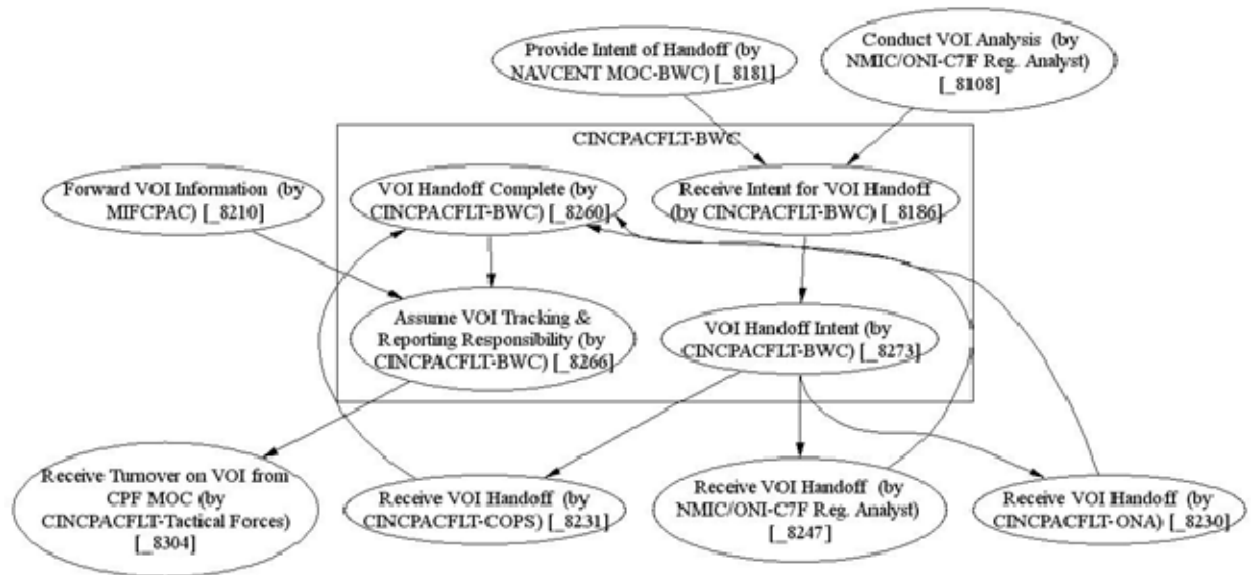 Provide Intent of Handoff (by
NAVCENT MOC-BWC) [_8181]
Conduct VOI Analysis (by
NMIC/ONI-C7F Reg. Analyst)
[_8108]
CINCPACFLT-BWC
Forward VOI Information (by
MIFCPAC) [_8210]
VOI Handoff Complete (by
CINCPACFLT-BWC) [_8260]
Receive Intent for VOI Handoff
(by CINCPACFLT-BWC) [_8186]
Assume VOI Tracking &
Reporting Responsibility (by
CINCPACFLT-BWC) [_8266]
VOI Handoff Intent (by
CINCPACFLT-BWC) [_8273]
Receive Turnover on VOI from
CPF MOC (by
CINCPACFLT-Tactical Forces)
[_8304]
Receive VOI Handoff (by
CINCPACFLT-COPS) [_8231]
Receive VOI Handoff (by
NMIC/ONI-C7F Reg. Analyst)
[_8247]
Receive VOI Handoff (by
CINCPACFLT-ONA) [_8230]